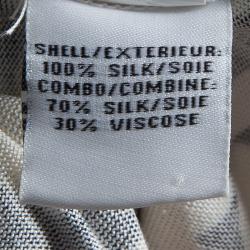 SHELL/EXTERIEUR:
100% SILK/SOIE
COMBO/COMBINE:
70% SILK/SOIE
30% VISCOSE